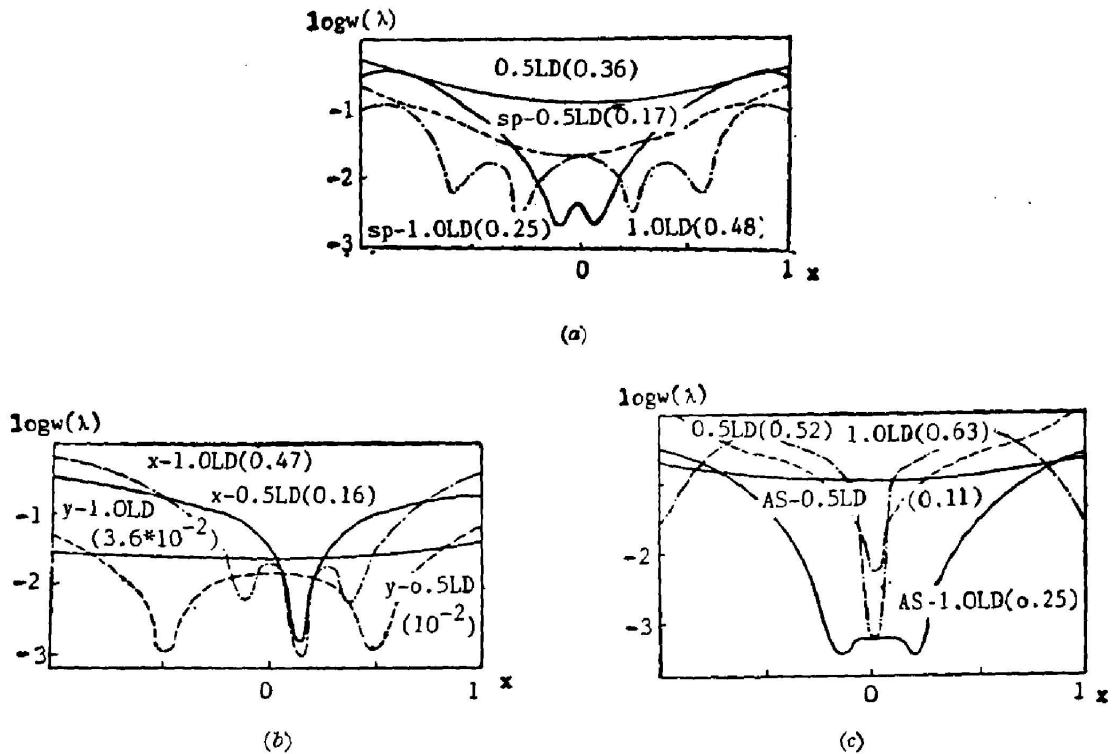 logw(λ)
0.5LD(0.36)
-1
sp-0.5LD(0.17)
-2
sp-1.0LD(0.25)
1.0LD(0.48)
-3
0
1
x
(a)
logw(λ)
x-1.0LD(0.47)
x-0.5LD(0.16)
-1
y-1.0LD
(3.6*10-2)
-2
y-0.5LD
(10-2)
-3
0
1
x
(b)
logw(λ)
0.5LD(0.52)
1.0LD(0.63)
AS-0.5LD
(0.11)
-2
AS-1.0LD(0.25)
-3
0
1
x
(c)